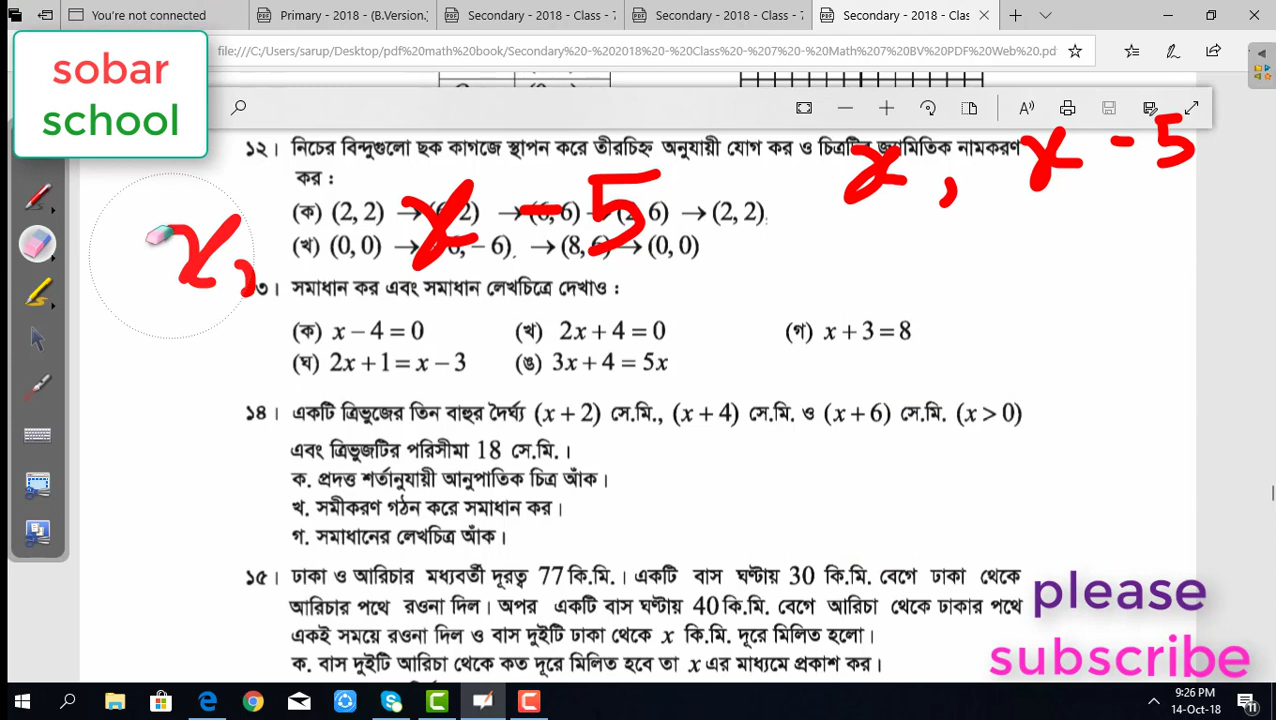 You're not connected
Primary - 2018 - (B.Version.)
Secondary - 2018 - Class - 7
Secondary - 2018 - Class - 7
Secondary - 2018 - Clas
file:///C:/Users/sarup/Desktop/pdf%20math%20book/Secondary%20-%202018%20-%20Class%20-%207%20-%20Math%207%20BV%20PDF%20Web%20.pd
sobar
school
১২। নিচের বিন্দুগুলো ছক কাগজে স্থাপন করে তীরচিহ্ন অনুযায়ী যোগ কর ও চিত্রটির জ্যামিতিক নামকরণ
কর :
x, x - 5
(ক) (2, 2) → (6, 2) → (6, 6) → (2, 6) → (2, 2).
x - 5
(খ) (0, 0) → − 6). → (8, 6) → (0, 0)
x,
৩। সমাধান কর এবং সমাধান লেখচিত্রে দেখাও :
(ক) x − 4 = 0 (খ) 2x + 4 = 0 (গ) x + 3 = 8
(ঘ) 2x + 1 = x − 3 (ঙ) 3x + 4 = 5x
১৪। একটি ত্রিভুজের তিন বাহুর দৈর্ঘ্য (x + 2) সে.মি., (x + 4) সে.মি. ও (x + 6) সে.মি. (x > 0)
এবং ত্রিভুজটির পরিসীমা 18 সে.মি.।
ক. প্রদত্ত শর্তানুযায়ী আনুপাতিক চিত্র আঁক।
খ. সমীকরণ গঠন করে সমাধান কর।
গ. সমাধানের লেখচিত্র আঁক।
১৫। ঢাকা ও আরিচার মধ্যবর্তী দূরত্ব 77 কি.মি.। একটি বাস ঘণ্টায় 30 কি.মি. বেগে ঢাকা থেকে
আরিচার পথে রওনা দিল। অপর একটি বাস ঘণ্টায় 40 কি.মি. বেগে আরিচা থেকে ঢাকার পথে
একই সময়ে রওনা দিল ও বাস দুইটি ঢাকা থেকে x কি.মি. দূরে মিলিত হলো।
ক. বাস দুইটি আরিচা থেকে কত দূরে মিলিত হবে তা x এর মাধ্যমে প্রকাশ কর।
please
subscribe
9:26 PM
14-Oct-18
11